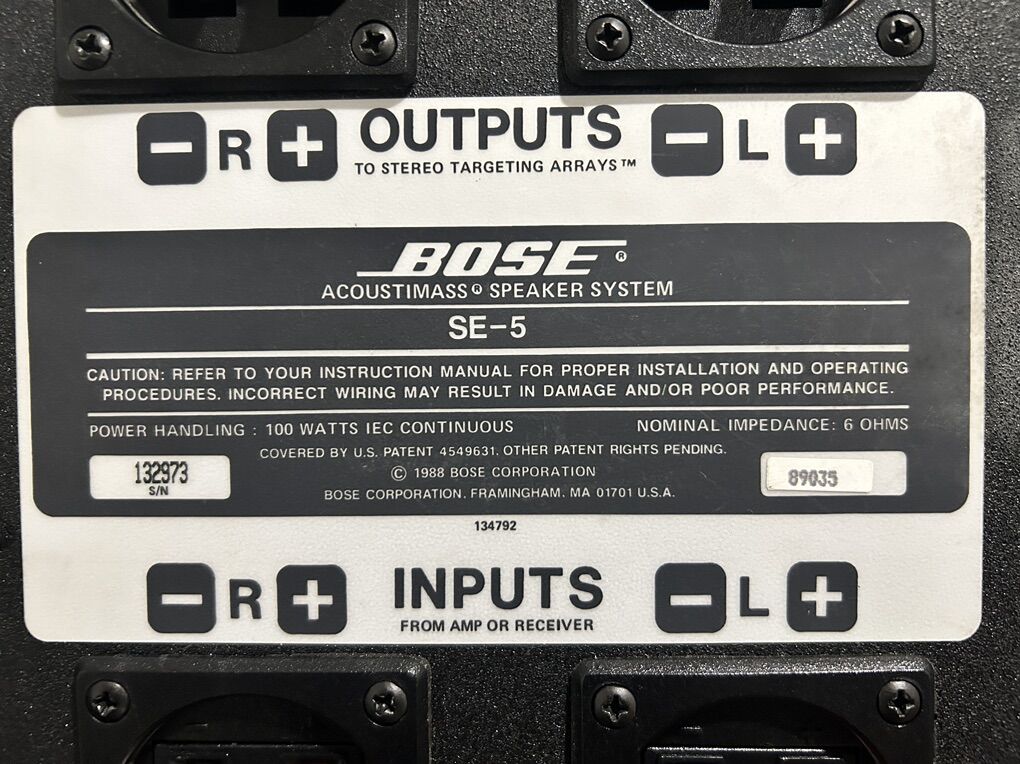 − R + OUTPUTS − L +
TO STEREO TARGETING ARRAYS™
BOSE®
ACOUSTIMASS® SPEAKER SYSTEM
SE-5
CAUTION: REFER TO YOUR INSTRUCTION MANUAL FOR PROPER INSTALLATION AND OPERATING
PROCEDURES. INCORRECT WIRING MAY RESULT IN DAMAGE AND/OR POOR PERFORMANCE.
POWER HANDLING : 100 WATTS IEC CONTINUOUS NOMINAL IMPEDANCE: 6 OHMS
COVERED BY U.S. PATENT 4549631. OTHER PATENT RIGHTS PENDING.
132973 © 1988 BOSE CORPORATION 89035
S/N BOSE CORPORATION, FRAMINGHAM, MA 01701 U.S.A.
134792
− R + INPUTS − L +
FROM AMP OR RECEIVER